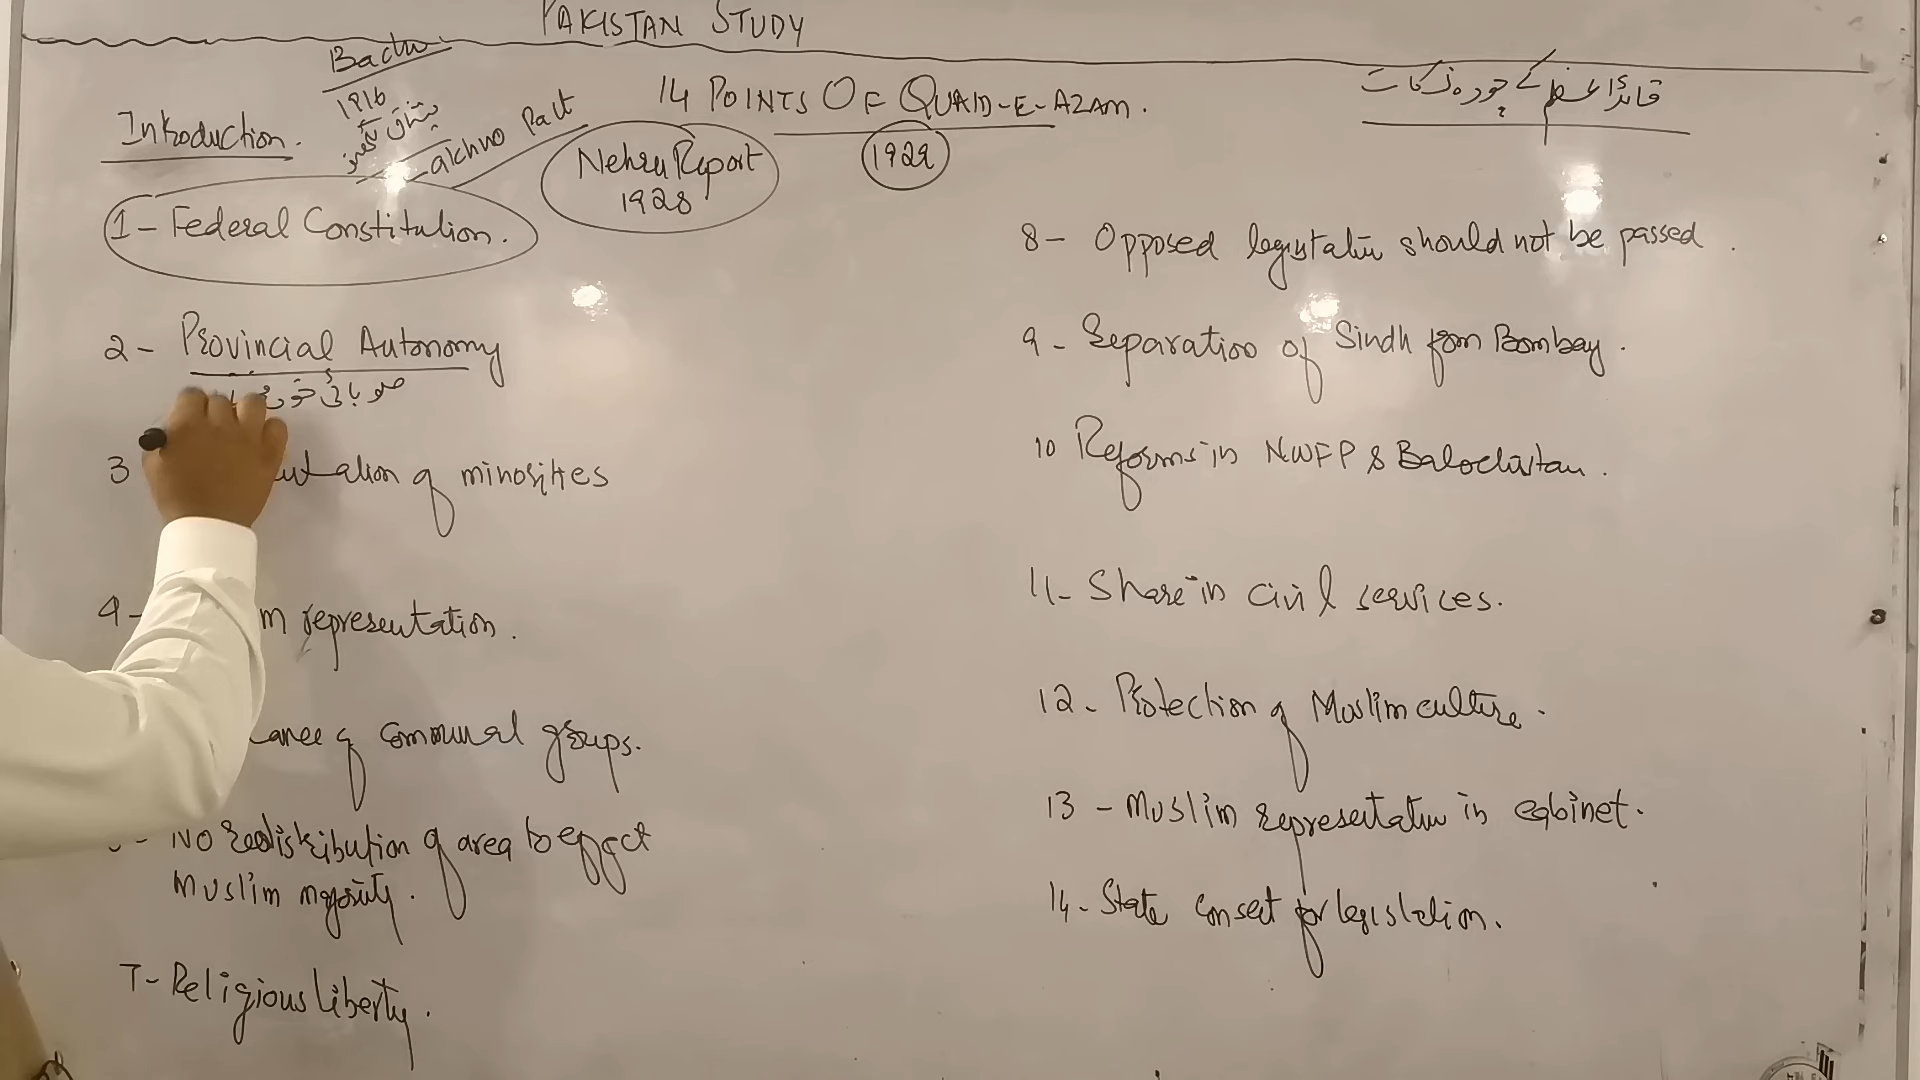 PAKISTAN STUDY
14 POINTS OF QUAID-E-AZAM.
قائد اعظم کے چودہ نکات
1929
Nehru Report
1928
1916
میثاق لکھنؤ
Pact
Introduction.
1- Federal Constitution.
2- Provincial Autonomy
صوبائی خود
3
of minorities
4-
m representation.
of communal groups.
- No redistribution of area to effect
Muslim majority.
7- Religious liberty.
8- Opposed legislation should not be passed
9- Separation of Sindh from Bombay.
10 Reforms in NWFP & Balochistan.
11- Share in civil services.
12- Protection of Muslim culture.
13- Muslim representation in cabinet.
14- State consent for legislation.